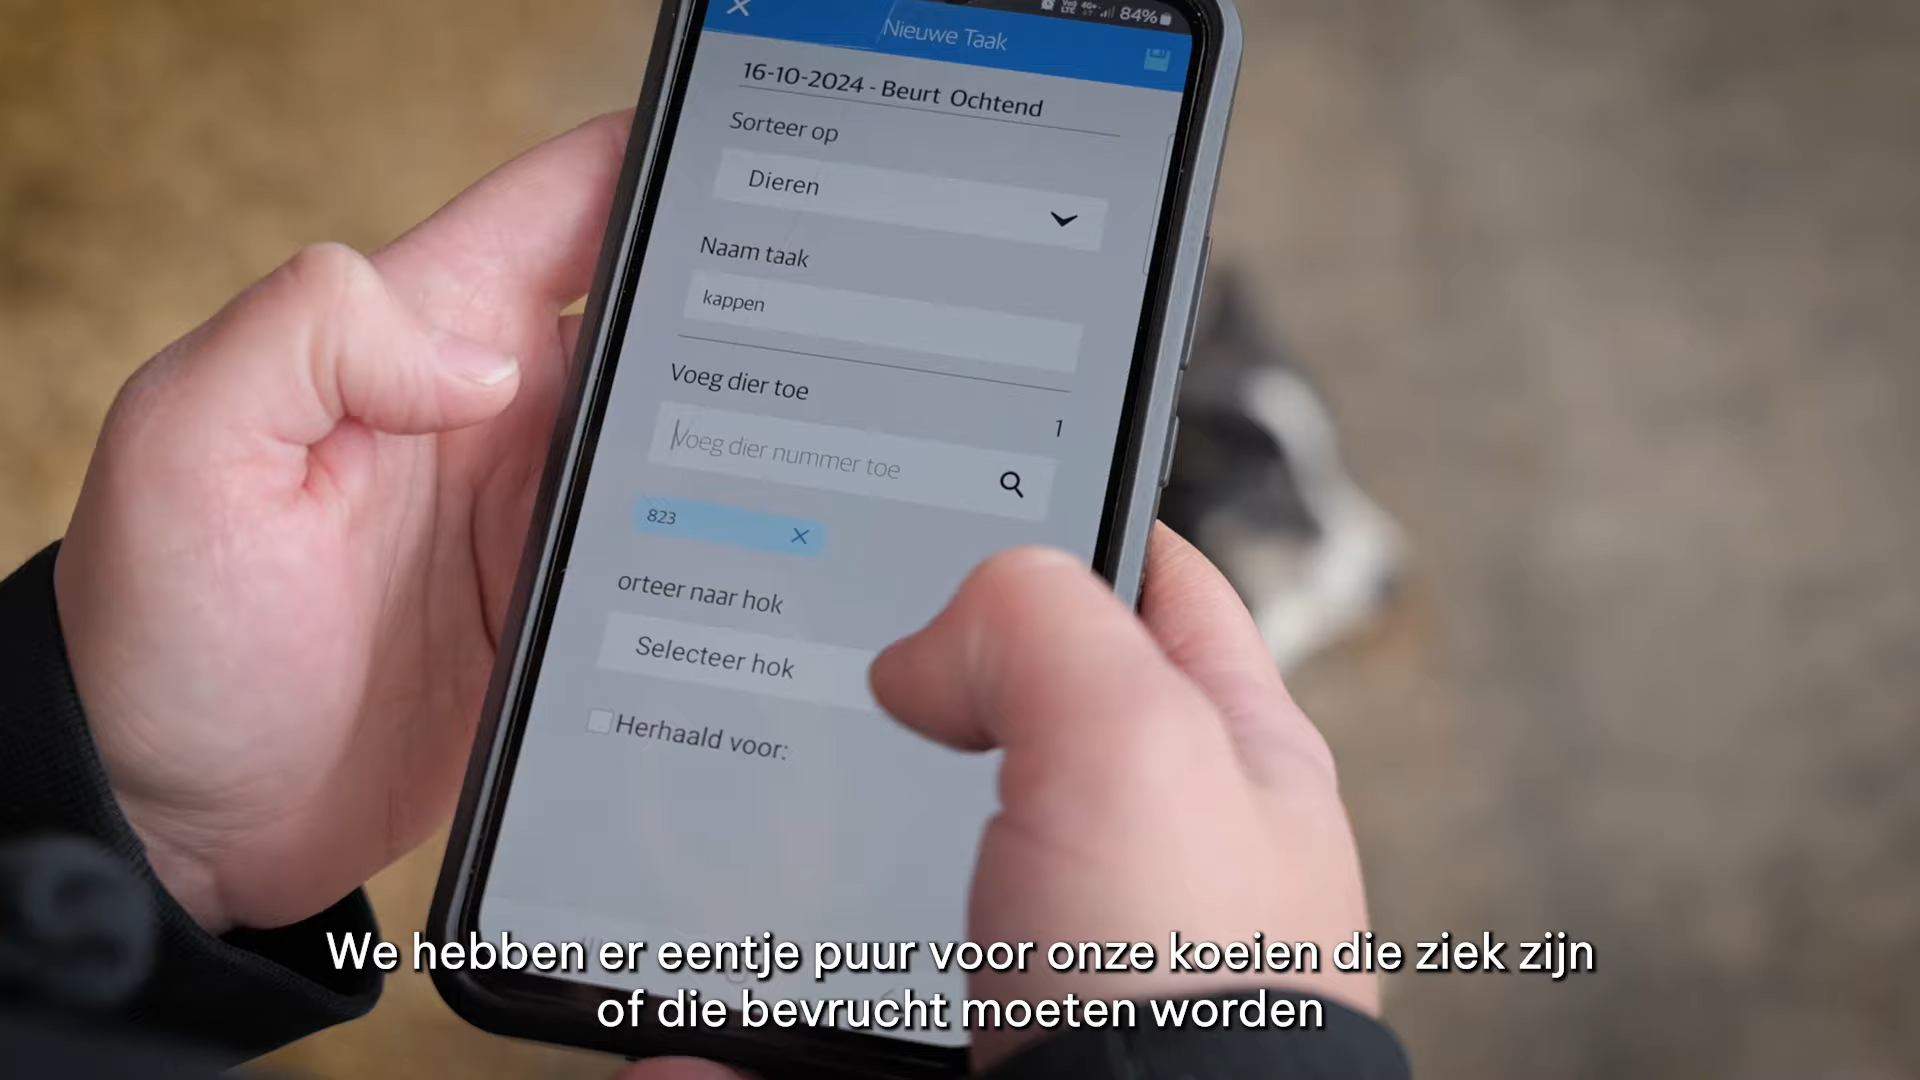 84%
Nieuwe Taak
16-10-2024 - Beurt Ochtend
Sorteer op
Dieren
Naam taak
kappen
Voeg dier toe
1
Voeg dier nummer toe
823
orteer naar hok
Selecteer hok
Herhaald voor:
We hebben er eentje puur voor onze koeien die ziek zijn
of die bevrucht moeten worden